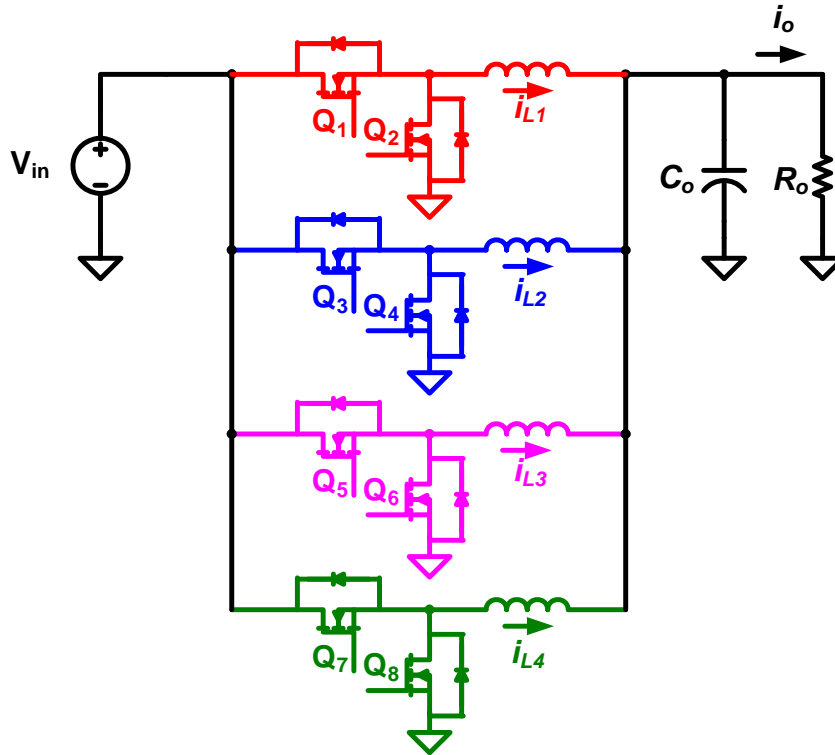 i_o
Q_1
Q_2
i_L1
V_in
+
−
C_o
R_o
Q_3
Q_4
i_L2
Q_5
Q_6
i_L3
Q_7
Q_8
i_L4